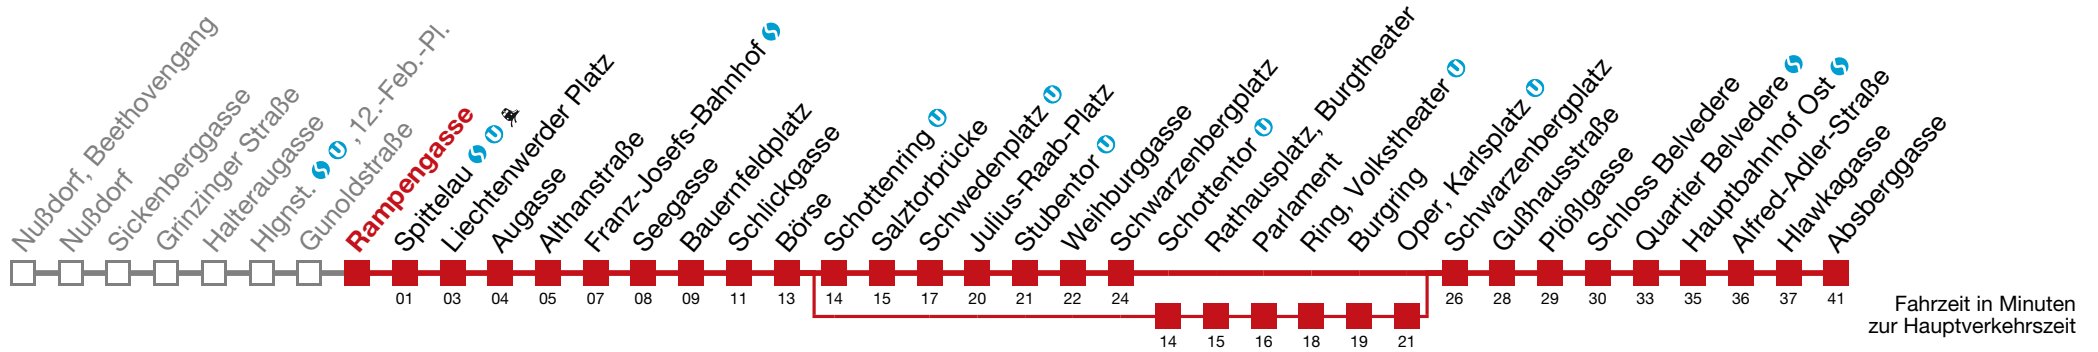 Nußdorf, Beethovengang
Nußdorf
Sickenberggasse
Grinzinger Straße
Halteraugasse
Hlgnst. S U, 12.-Feb.-Pl.
Gunoldstraße
Rampengasse
Spittelau S U
Liechtenwerder Platz
Augasse
Althanstraße
Franz-Josefs-Bahnhof S
Seegasse
Bauernfeldplatz
Schlickgasse
Börse
Schottenring U
Salztorbrücke
Schwedenplatz U
Julius-Raab-Platz
Stubentor U
Weihburggasse
Schwarzenbergplatz
Schottentor U
Rathausplatz, Burgtheater
Parlament
Ring, Volkstheater U
Burgring
Oper, Karlsplatz U
Schwarzenbergplatz
Gußhausstraße
Plößlgasse
Schloss Belvedere
Quartier Belvedere S
Hauptbahnhof Ost S
Alfred-Adler-Straße
Hlawkagasse
Absberggasse
01 03 04 05 07 08 09 11 13 14 15 17 20 21 22 24 26 28 29 30 33 35 36 37 41
14 15 16 18 19 21
Fahrzeit in Minuten
zur Hauptverkehrszeit